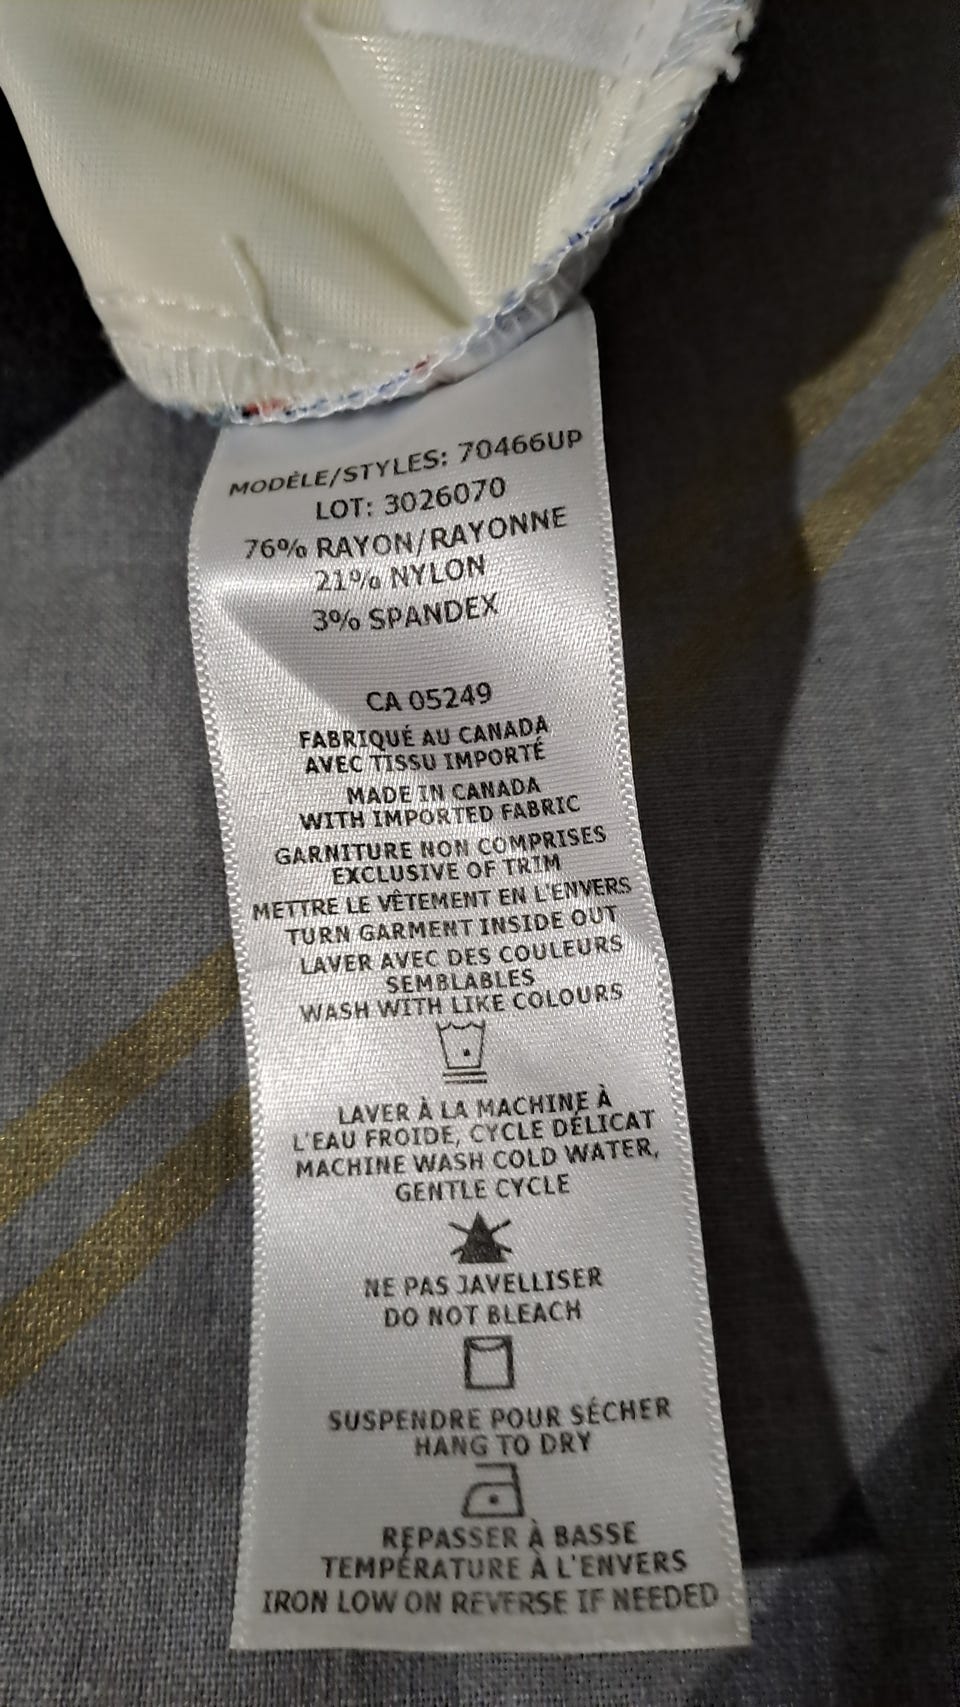 MODÈLE/STYLES: 70466UP
LOT: 3026070
76% RAYON/RAYONNE
21% NYLON
3% SPANDEX
CA 05249
FABRIQUÉ AU CANADA
AVEC TISSU IMPORTÉ
MADE IN CANADA
WITH IMPORTED FABRIC
GARNITURE NON COMPRISES
EXCLUSIVE OF TRIM
METTRE LE VÊTEMENT EN L'ENVERS
TURN GARMENT INSIDE OUT
LAVER AVEC DES COULEURS
SEMBLABLES
WASH WITH LIKE COLOURS
LAVER À LA MACHINE À
L'EAU FROIDE, CYCLE DÉLICAT
MACHINE WASH COLD WATER,
GENTLE CYCLE
NE PAS JAVELLISER
DO NOT BLEACH
SUSPENDRE POUR SÉCHER
HANG TO DRY
REPASSER À BASSE
TEMPÉRATURE À L'ENVERS
IRON LOW ON REVERSE IF NEEDED